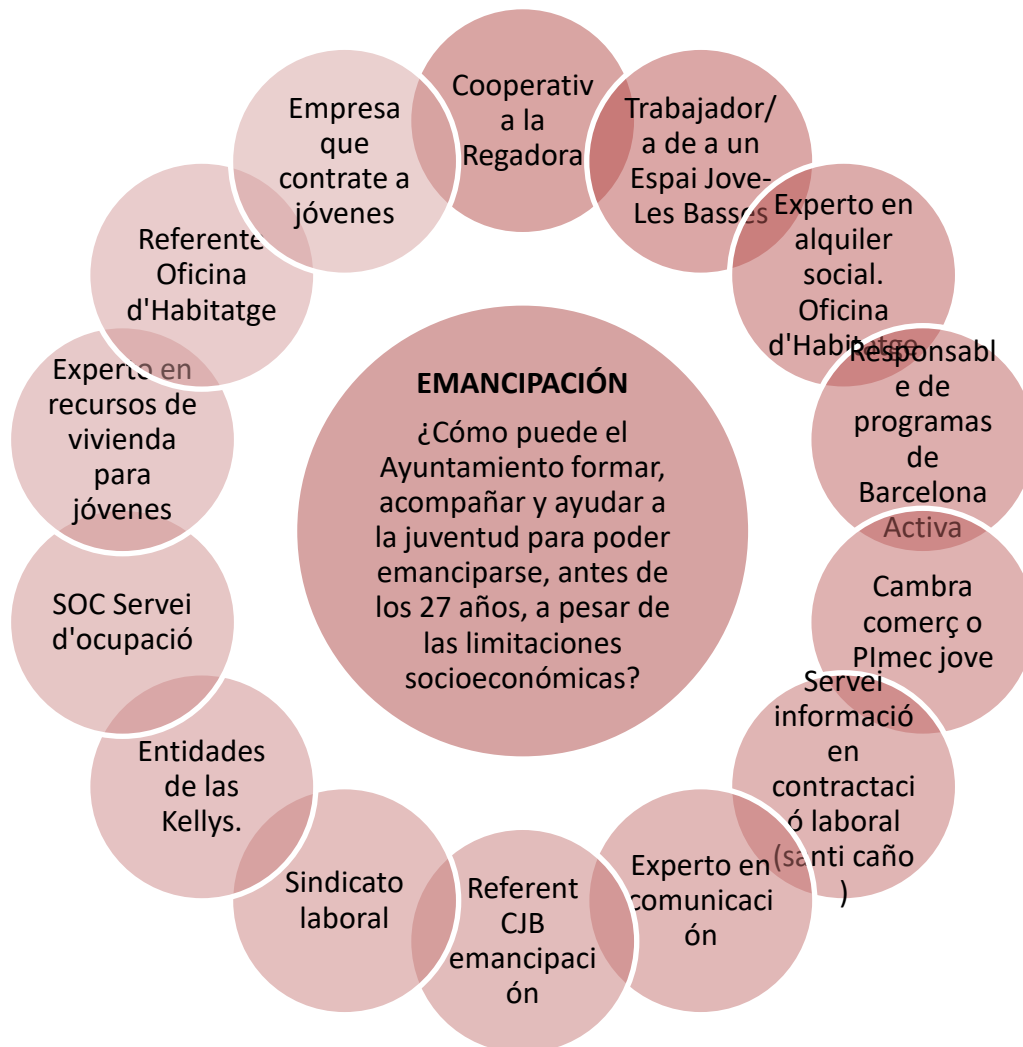 Cooperativ
a la
Regadora
Trabajador/
a de a un
Espai Jove-
Les Basses
Experto en
alquiler
social.
Oficina
d'Habitatge
Responsabl
e de
programas
de
Barcelona
Activa
Cambra
comerç o
PImec jove
Servei
informació
en
contractaci
ó laboral
(santi caño
)
Experto en
comunicaci
ón
Referent
CJB
emancipaci
ón
Sindicato
laboral
Entidades
de las
Kellys.
SOC Servei
d'ocupació
Experto en
recursos de
vivienda
para
jóvenes
Referente
Oficina
d'Habitatge
Empresa
que
contrate a
jóvenes
EMANCIPACIÓN
¿Cómo puede el
Ayuntamiento formar,
acompañar y ayudar a
la juventud para poder
emanciparse, antes de
los 27 años, a pesar de
las limitaciones
socioeconómicas?